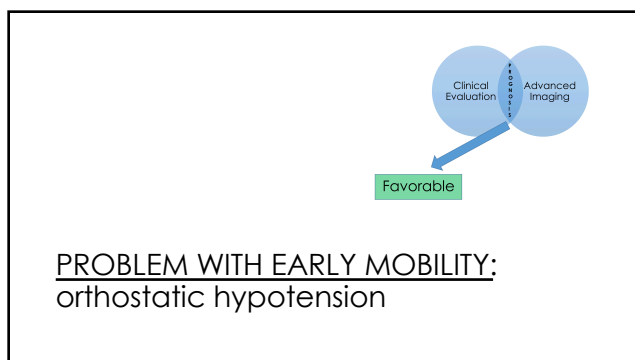 Clinical
Evaluation
PROGNOSIS
Advanced
Imaging
Favorable
PROBLEM WITH EARLY MOBILITY:
orthostatic hypotension